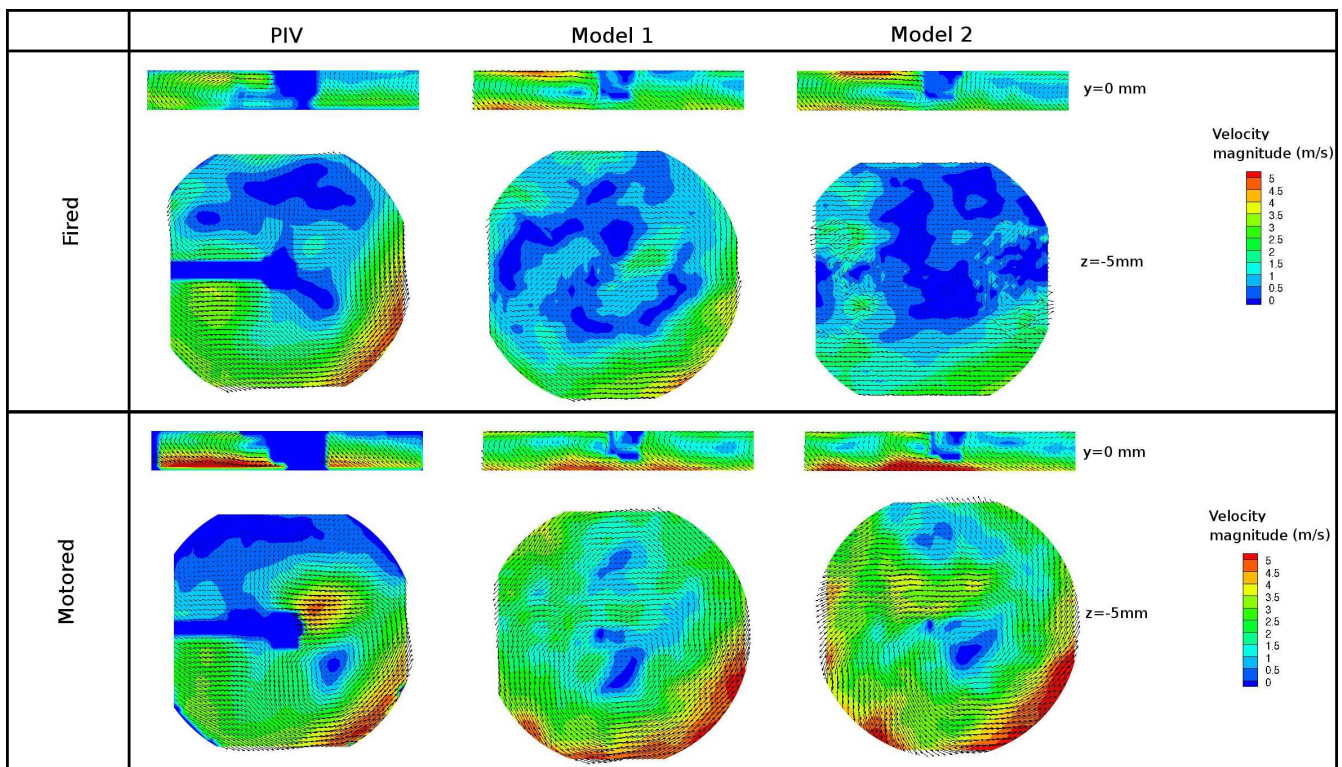 PIV
Model 1
Model 2
Fired
y=0 mm
Velocity
magnitude (m/s)
5
4.5
4
3.5
3
2.5
2
1.5
1
0.5
0
z=-5mm
Motored
y=0 mm
Velocity
magnitude (m/s)
5
4.5
4
3.5
3
2.5
2
1.5
1
0.5
0
z=-5mm